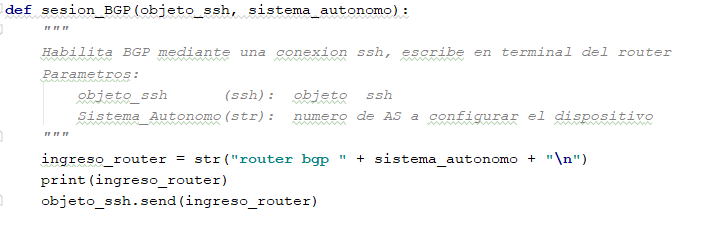 def sesion_BGP(objeto_ssh, sistema_autonomo):
    """
    Habilita BGP mediante una conexion ssh, escribe en terminal del router
    Parametros:
        objeto_ssh       (ssh):  objeto  ssh
        Sistema_Autonomo(str):  numero de AS a configurar el dispositivo
    """
    ingreso_router = str("router bgp " + sistema_autonomo + "\n")
    print(ingreso_router)
    objeto_ssh.send(ingreso_router)